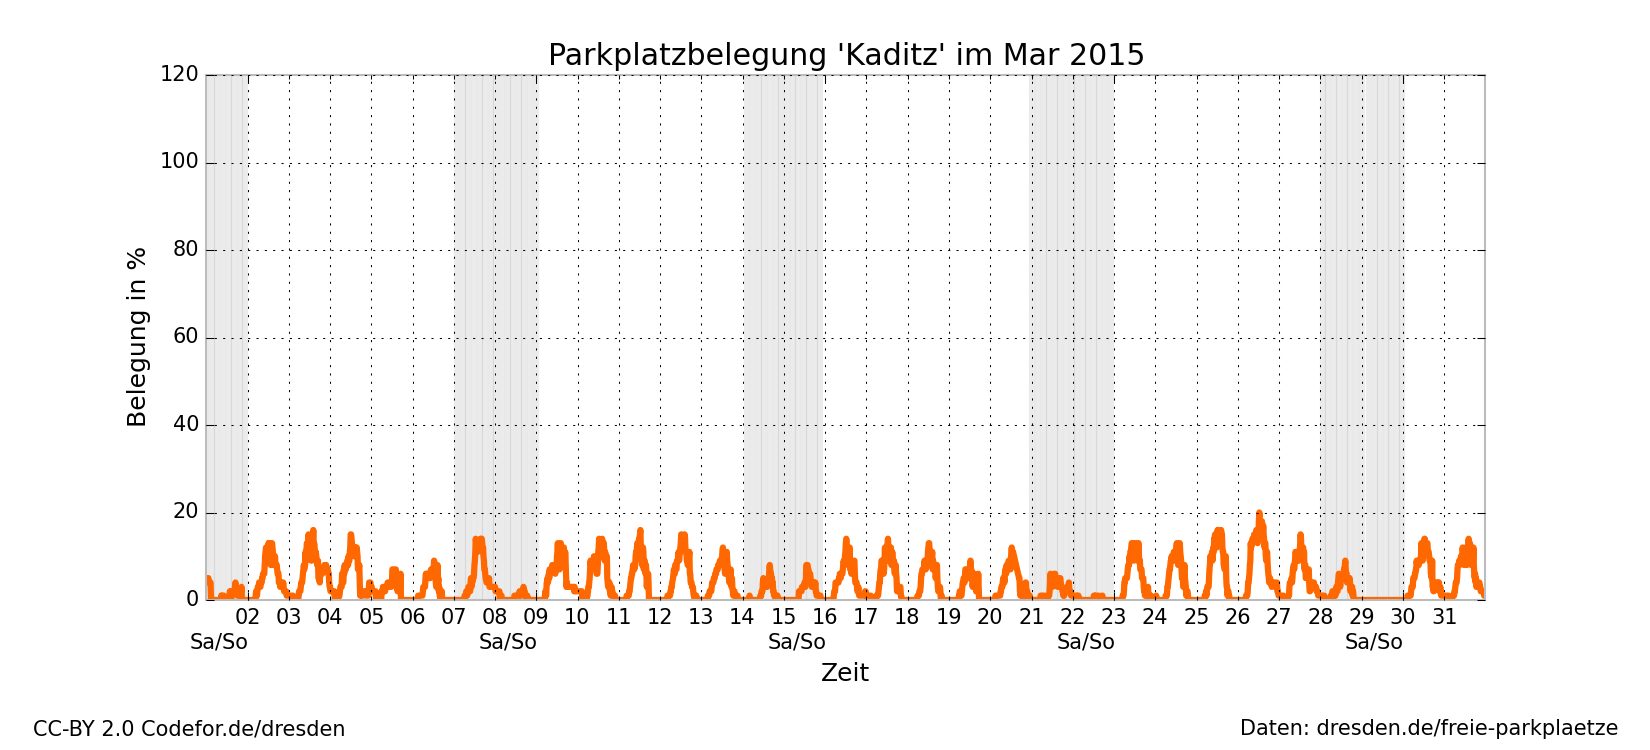 Parkplatzbelegung 'Kaditz' im Mar 2015
120
100
80
60
40
20
0
Belegung in %
02 03 04 05 06 07 08 09 10 11 12 13 14 15 16 17 18 19 20 21 22 23 24 25 26 27 28 29 30 31
Sa/So Sa/So Sa/So Sa/So Sa/So
Zeit
CC-BY 2.0 Codefor.de/dresden
Daten: dresden.de/freie-parkplaetze